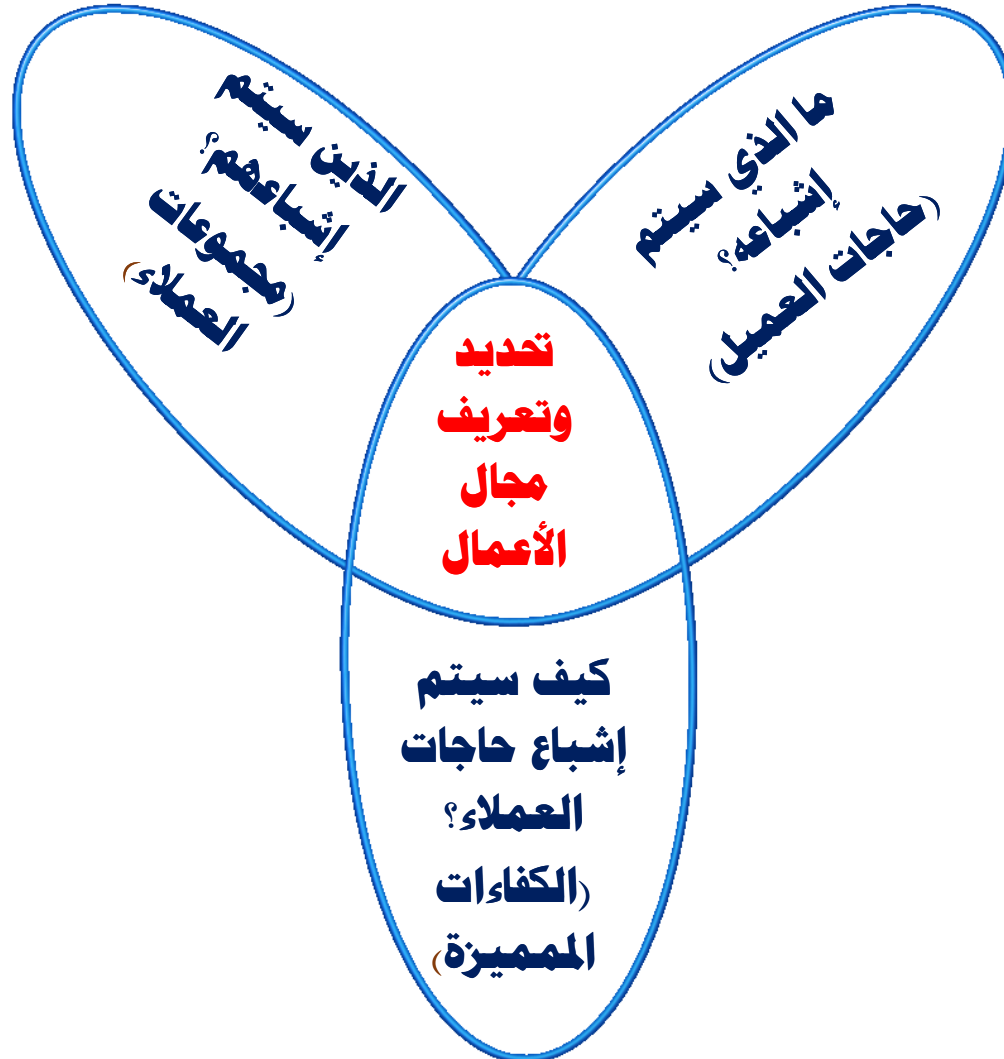 ما الذي سيتم
إشباعه؟
(حاجات العميل)
الذين سيتم
إشباعهم؟
(مجموعات
العملاء)
تحديد
وتعريف
مجال
الأعمال
كيف سيتم
إشباع حاجات
العملاء؟
(الكفاءات
المميزة)